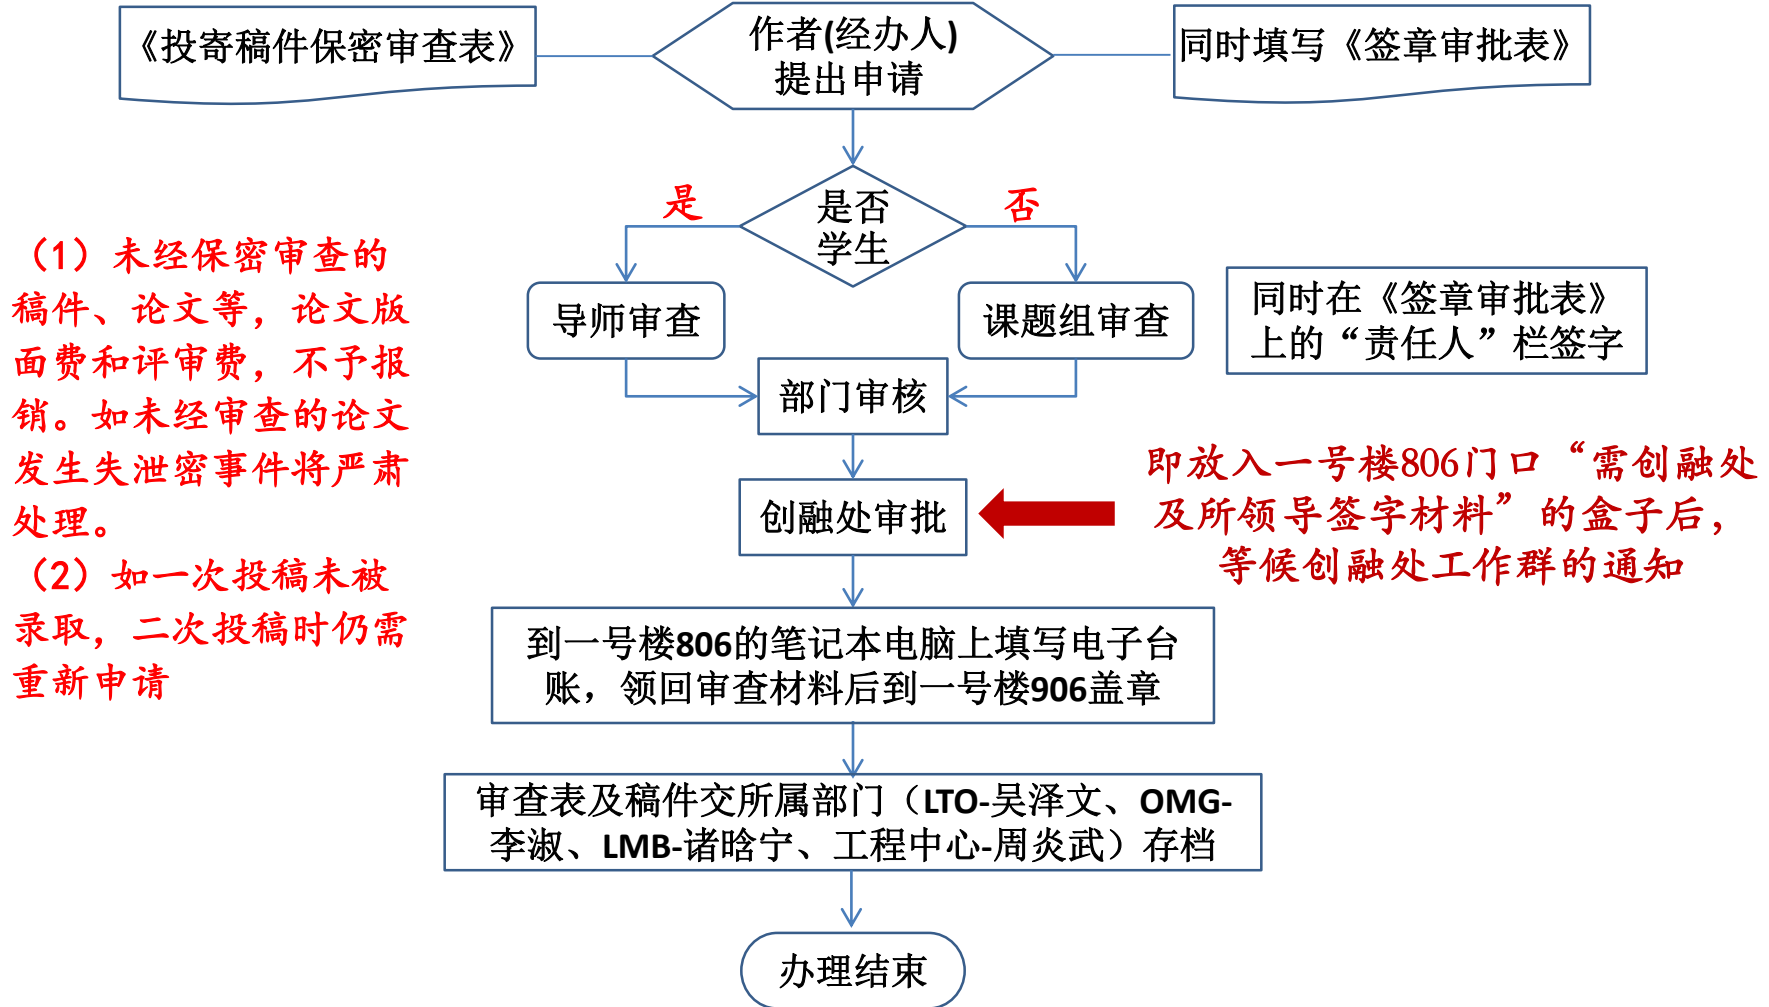 《投寄稿件保密审查表》
作者(经办人)
提出申请
同时填写《签章审批表》
是否
学生
是
否
导师审查
课题组审查
同时在《签章审批表》
上的“责任人”栏签字
部门审核
创融处审批
即放入一号楼806门口“需创融处
及所领导签字材料”的盒子后，
等候创融处工作群的通知
（1）未经保密审查的
稿件、论文等，论文版
面费和评审费，不予报
销。如未经审查的论文
发生失泄密事件将严肃
处理。
（2）如一次投稿未被
录取，二次投稿时仍需
重新申请
到一号楼806的笔记本电脑上填写电子台
账，领回审查材料后到一号楼906盖章
审查表及稿件交所属部门（LTO-吴泽文、OMG-
李淑、LMB-诸晗宁、工程中心-周炎武）存档
办理结束